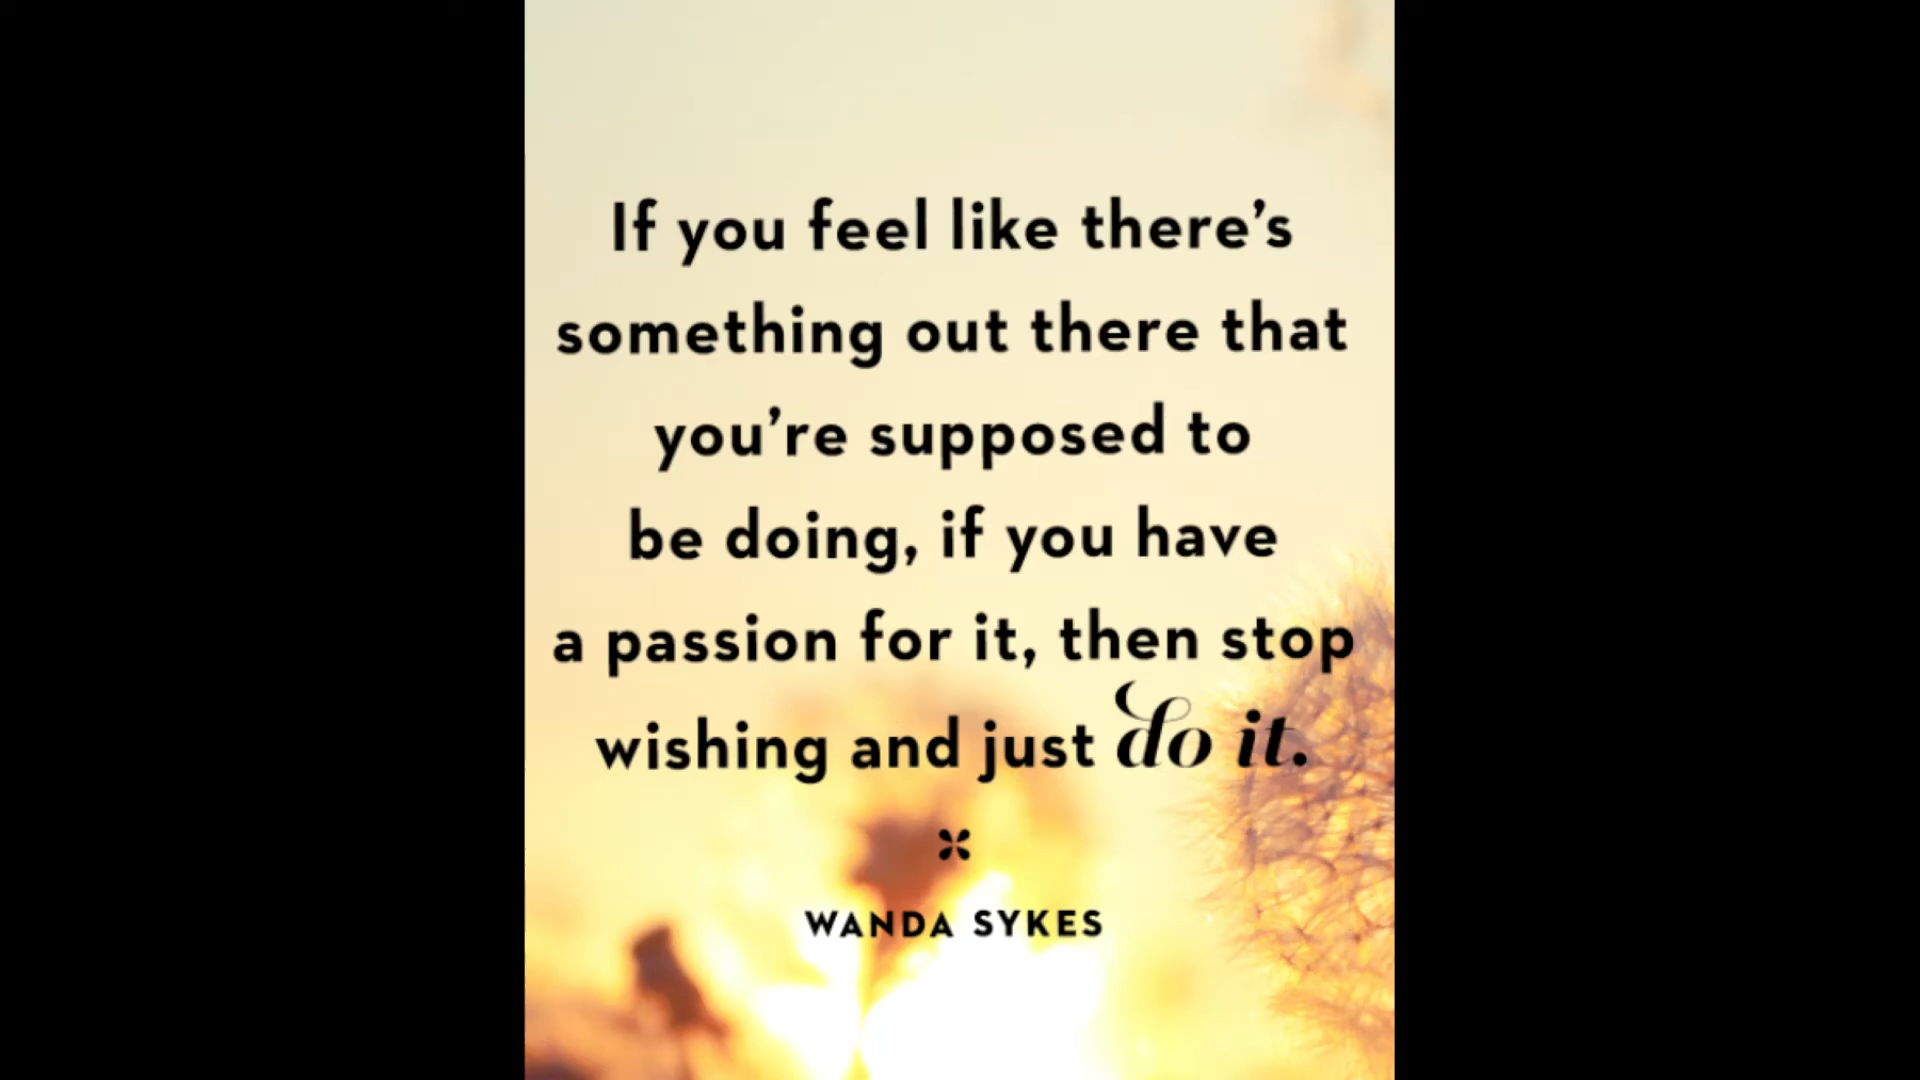 If you feel like there's
something out there that
you're supposed to
be doing, if you have
a passion for it, then stop
wishing and just do it.
WANDA SYKES